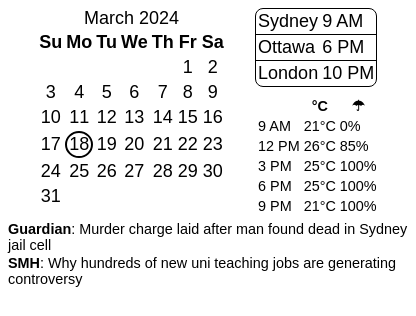 March 2024
Su Mo Tu We Th Fr Sa
1 2
3 4 5 6 7 8 9
10 11 12 13 14 15 16
17 18 19 20 21 22 23
24 25 26 27 28 29 30
31
Sydney 9 AM
Ottawa 6 PM
London 10 PM
°C ☂
9 AM 21°C 0%
12 PM 26°C 85%
3 PM 25°C 100%
6 PM 25°C 100%
9 PM 21°C 100%
Guardian: Murder charge laid after man found dead in Sydney
jail cell
SMH: Why hundreds of new uni teaching jobs are generating
controversy